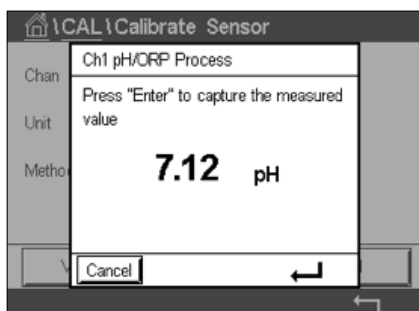 \CAL\Calibrate Sensor
Ch1 pH/ORP Process
Chan
Press "Enter" to capture the measured
value
Unit
Metho
7.12 pH
Cancel